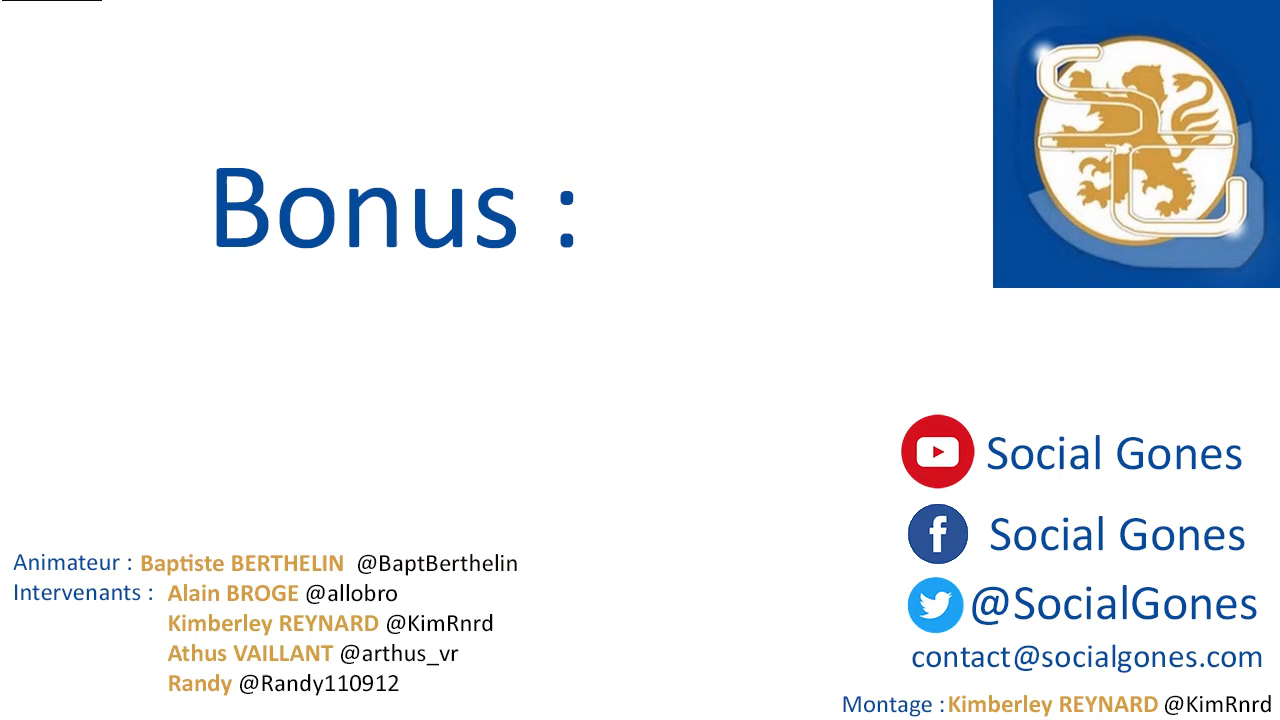 Bonus :
SG
Social Gones
Social Gones
@SocialGones
contact@socialgones.com
Animateur : Baptiste BERTHELIN @BaptBerthelin
Intervenants : Alain BROGE @allobro
Kimberley REYNARD @KimRnrd
Athus VAILLANT @arthus_vr
Randy @Randy110912
Montage : Kimberley REYNARD @KimRnrd